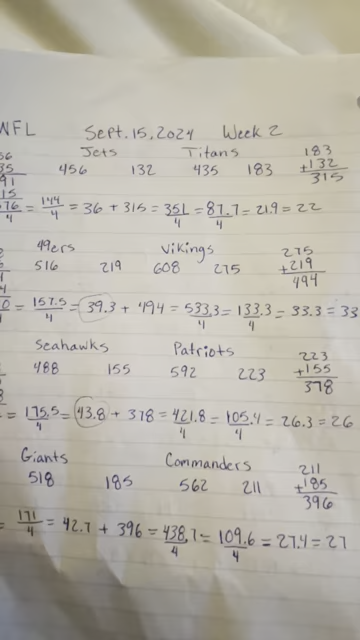 NFL Sept. 15, 2024 Week 2
Jets Titans 183
456 132 435 183 +132
315
144/4 = 36 + 315 = 351/4 = 87.7/4 = 21.9 = 22
49ers Vikings 275
516 219 608 275 +219
494
= 157.5/4 = 39.3 + 494 = 533.3/4 = 133.3/4 = 33.3 = 33
Seahawks Patriots 223
488 155 592 223 +155
378
= 175.5/4 = 43.8 + 378 = 421.8/4 = 105.4/4 = 26.3 = 26
Giants Commanders 211
518 185 562 211 +185
396
= 171/4 = 42.7 + 396 = 438.7/4 = 109.6/4 = 27.4 = 27